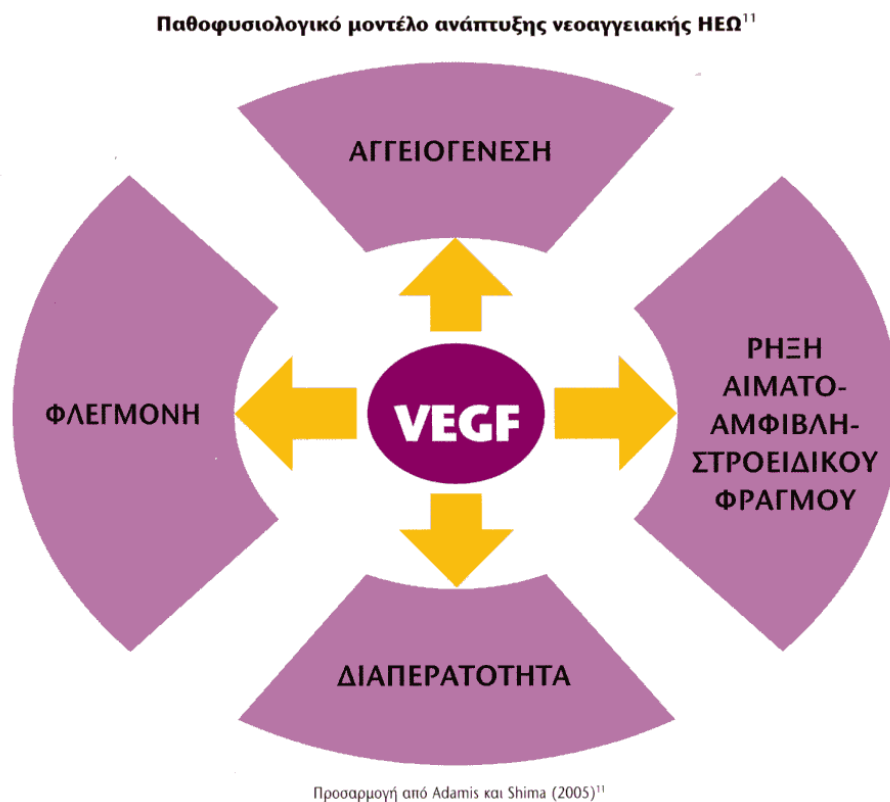 Παθοφυσιολογικό μοντέλο ανάπτυξης νεοαγγειακής ΗΕΩ¹¹
ΑΓΓΕΙΟΓΕΝΕΣΗ
ΦΛΕΓΜΟΝΗ
VEGF
ΡΗΞΗ
ΑΙΜΑΤΟ-
ΑΜΦΙΒΛΗ-
ΣΤΡΟΕΙΔΙΚΟΥ
ΦΡΑΓΜΟΥ
ΔΙΑΠΕΡΑΤΟΤΗΤΑ
Προσαρμογή από Adamis και Shima (2005)¹¹